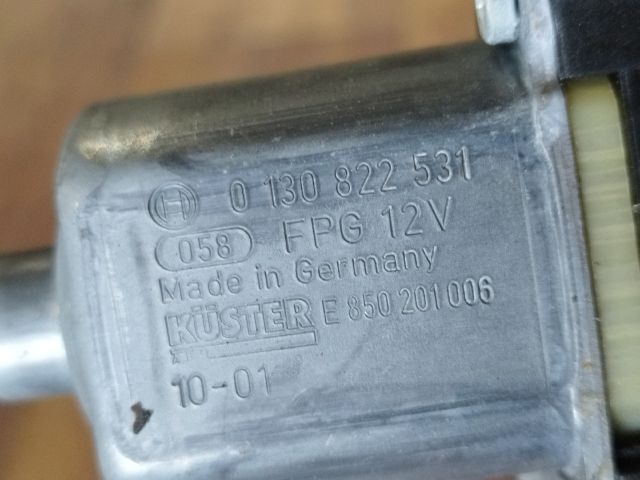 0 130 822 531
058 FPG 12V
Made in Germany
KÜSTER E 850 201 006
10-01